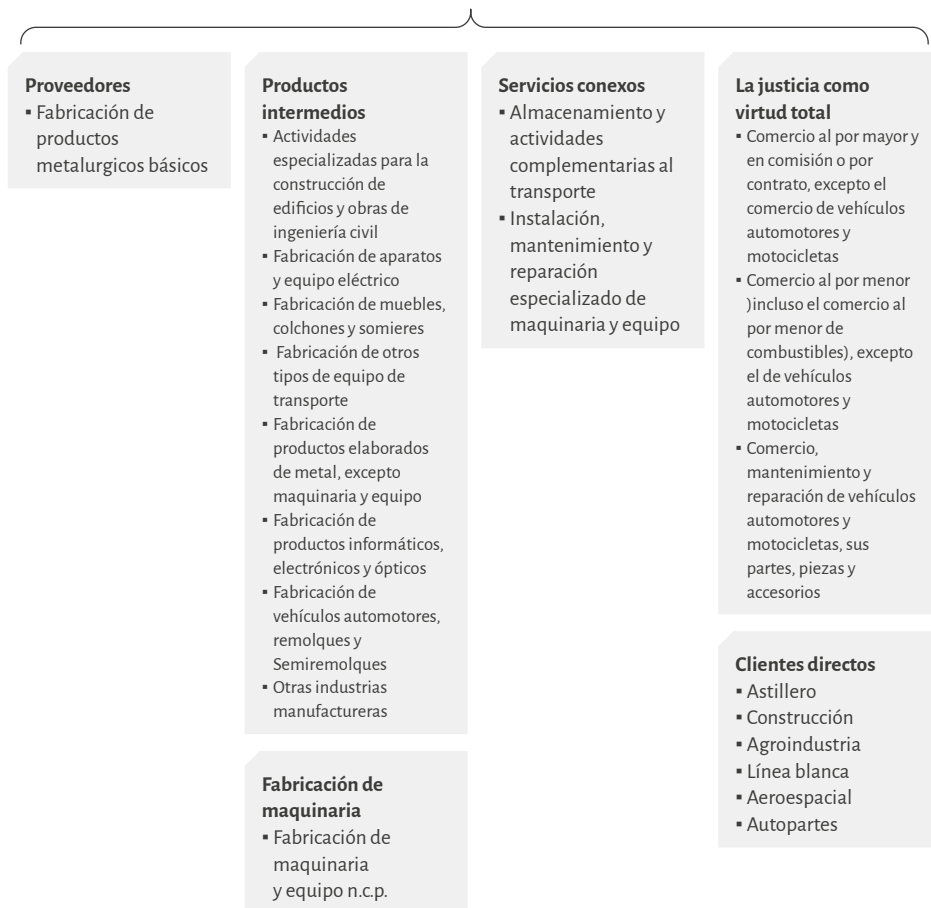 Proveedores
▪ Fabricación de
productos
metalurgicos básicos
Productos
intermedios
▪ Actividades
especializadas para la
construcción de
edificios y obras de
ingeniería civil
▪ Fabricación de aparatos
y equipo eléctrico
▪ Fabricación de muebles,
colchones y somieres
▪ Fabricación de otros
tipos de equipo de
transporte
▪ Fabricación de
productos elaborados
de metal, excepto
maquinaria y equipo
▪ Fabricación de
productos informáticos,
electrónicos y ópticos
▪ Fabricación de
vehículos automotores,
remolques y
Semiremolques
▪ Otras industrias
manufactureras
Fabricación de
maquinaria
▪ Fabricación de
maquinaria
y equipo n.c.p.
Servicios conexos
▪ Almacenamiento y
actividades
complementarias al
transporte
▪ Instalación,
mantenimiento y
reparación
especializado de
maquinaria y equipo
La justicia como
virtud total
▪ Comercio al por mayor y
en comisión o por
contrato, excepto el
comercio de vehículos
automotores y
motocicletas
▪ Comercio al por menor
)incluso el comercio al
por menor de
combustibles), excepto
el de vehículos
automotores y
motocicletas
▪ Comercio,
mantenimiento y
reparación de vehículos
automotores y
motocicletas, sus
partes, piezas y
accesorios
Clientes directos
▪ Astillero
▪ Construcción
▪ Agroindustria
▪ Línea blanca
▪ Aeroespacial
▪ Autopartes